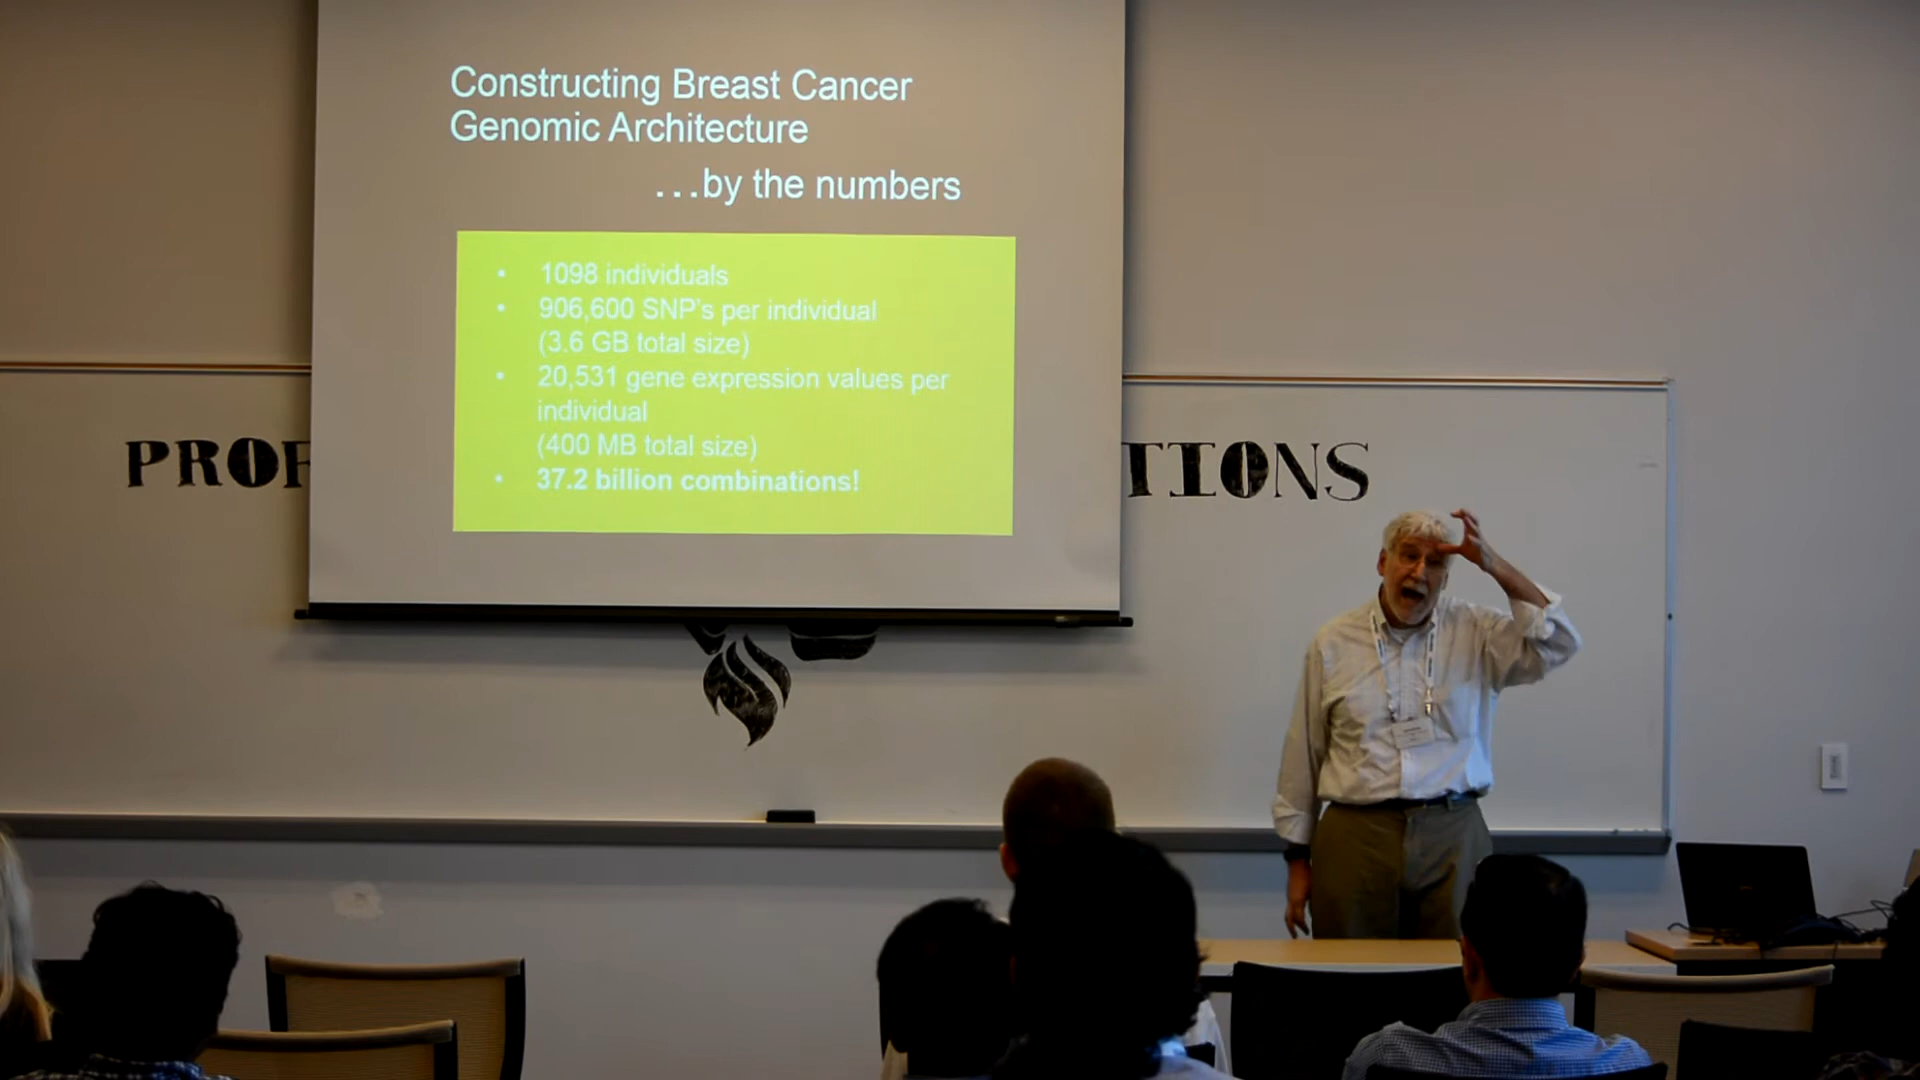 Constructing Breast Cancer
Genomic Architecture
...by the numbers
• 1098 individuals
• 906,600 SNP's per individual
(3.6 GB total size)
• 20,531 gene expression values per
individual
(400 MB total size)
• 37.2 billion combinations!
PROF
TIONS